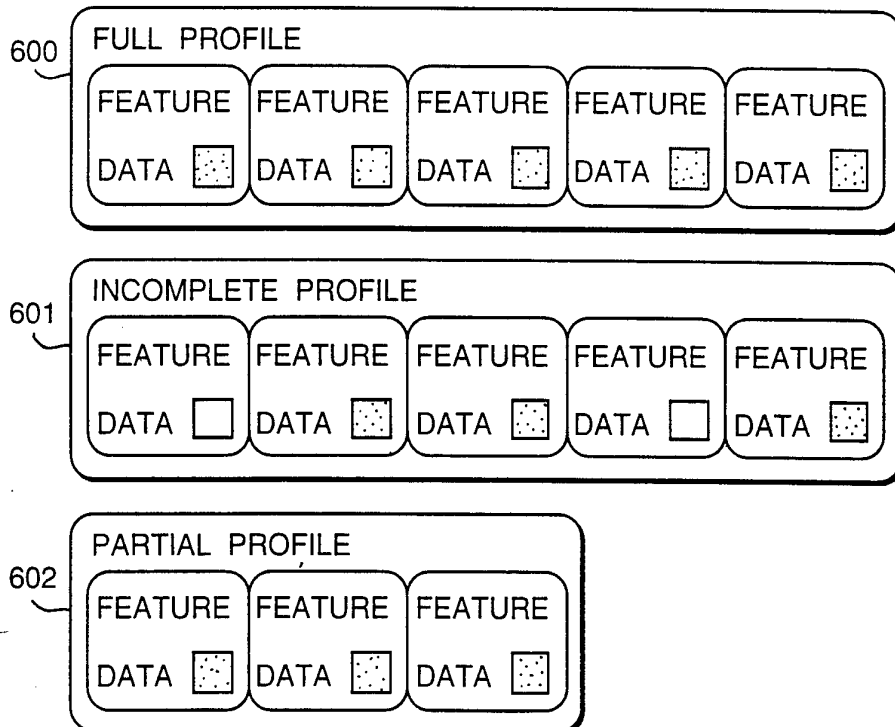 FULL PROFILE
600
FEATURE FEATURE FEATURE FEATURE FEATURE
DATA DATA DATA DATA DATA
INCOMPLETE PROFILE
601
FEATURE FEATURE FEATURE FEATURE FEATURE
DATA DATA DATA DATA DATA
PARTIAL PROFILE
602
FEATURE FEATURE FEATURE
DATA DATA DATA